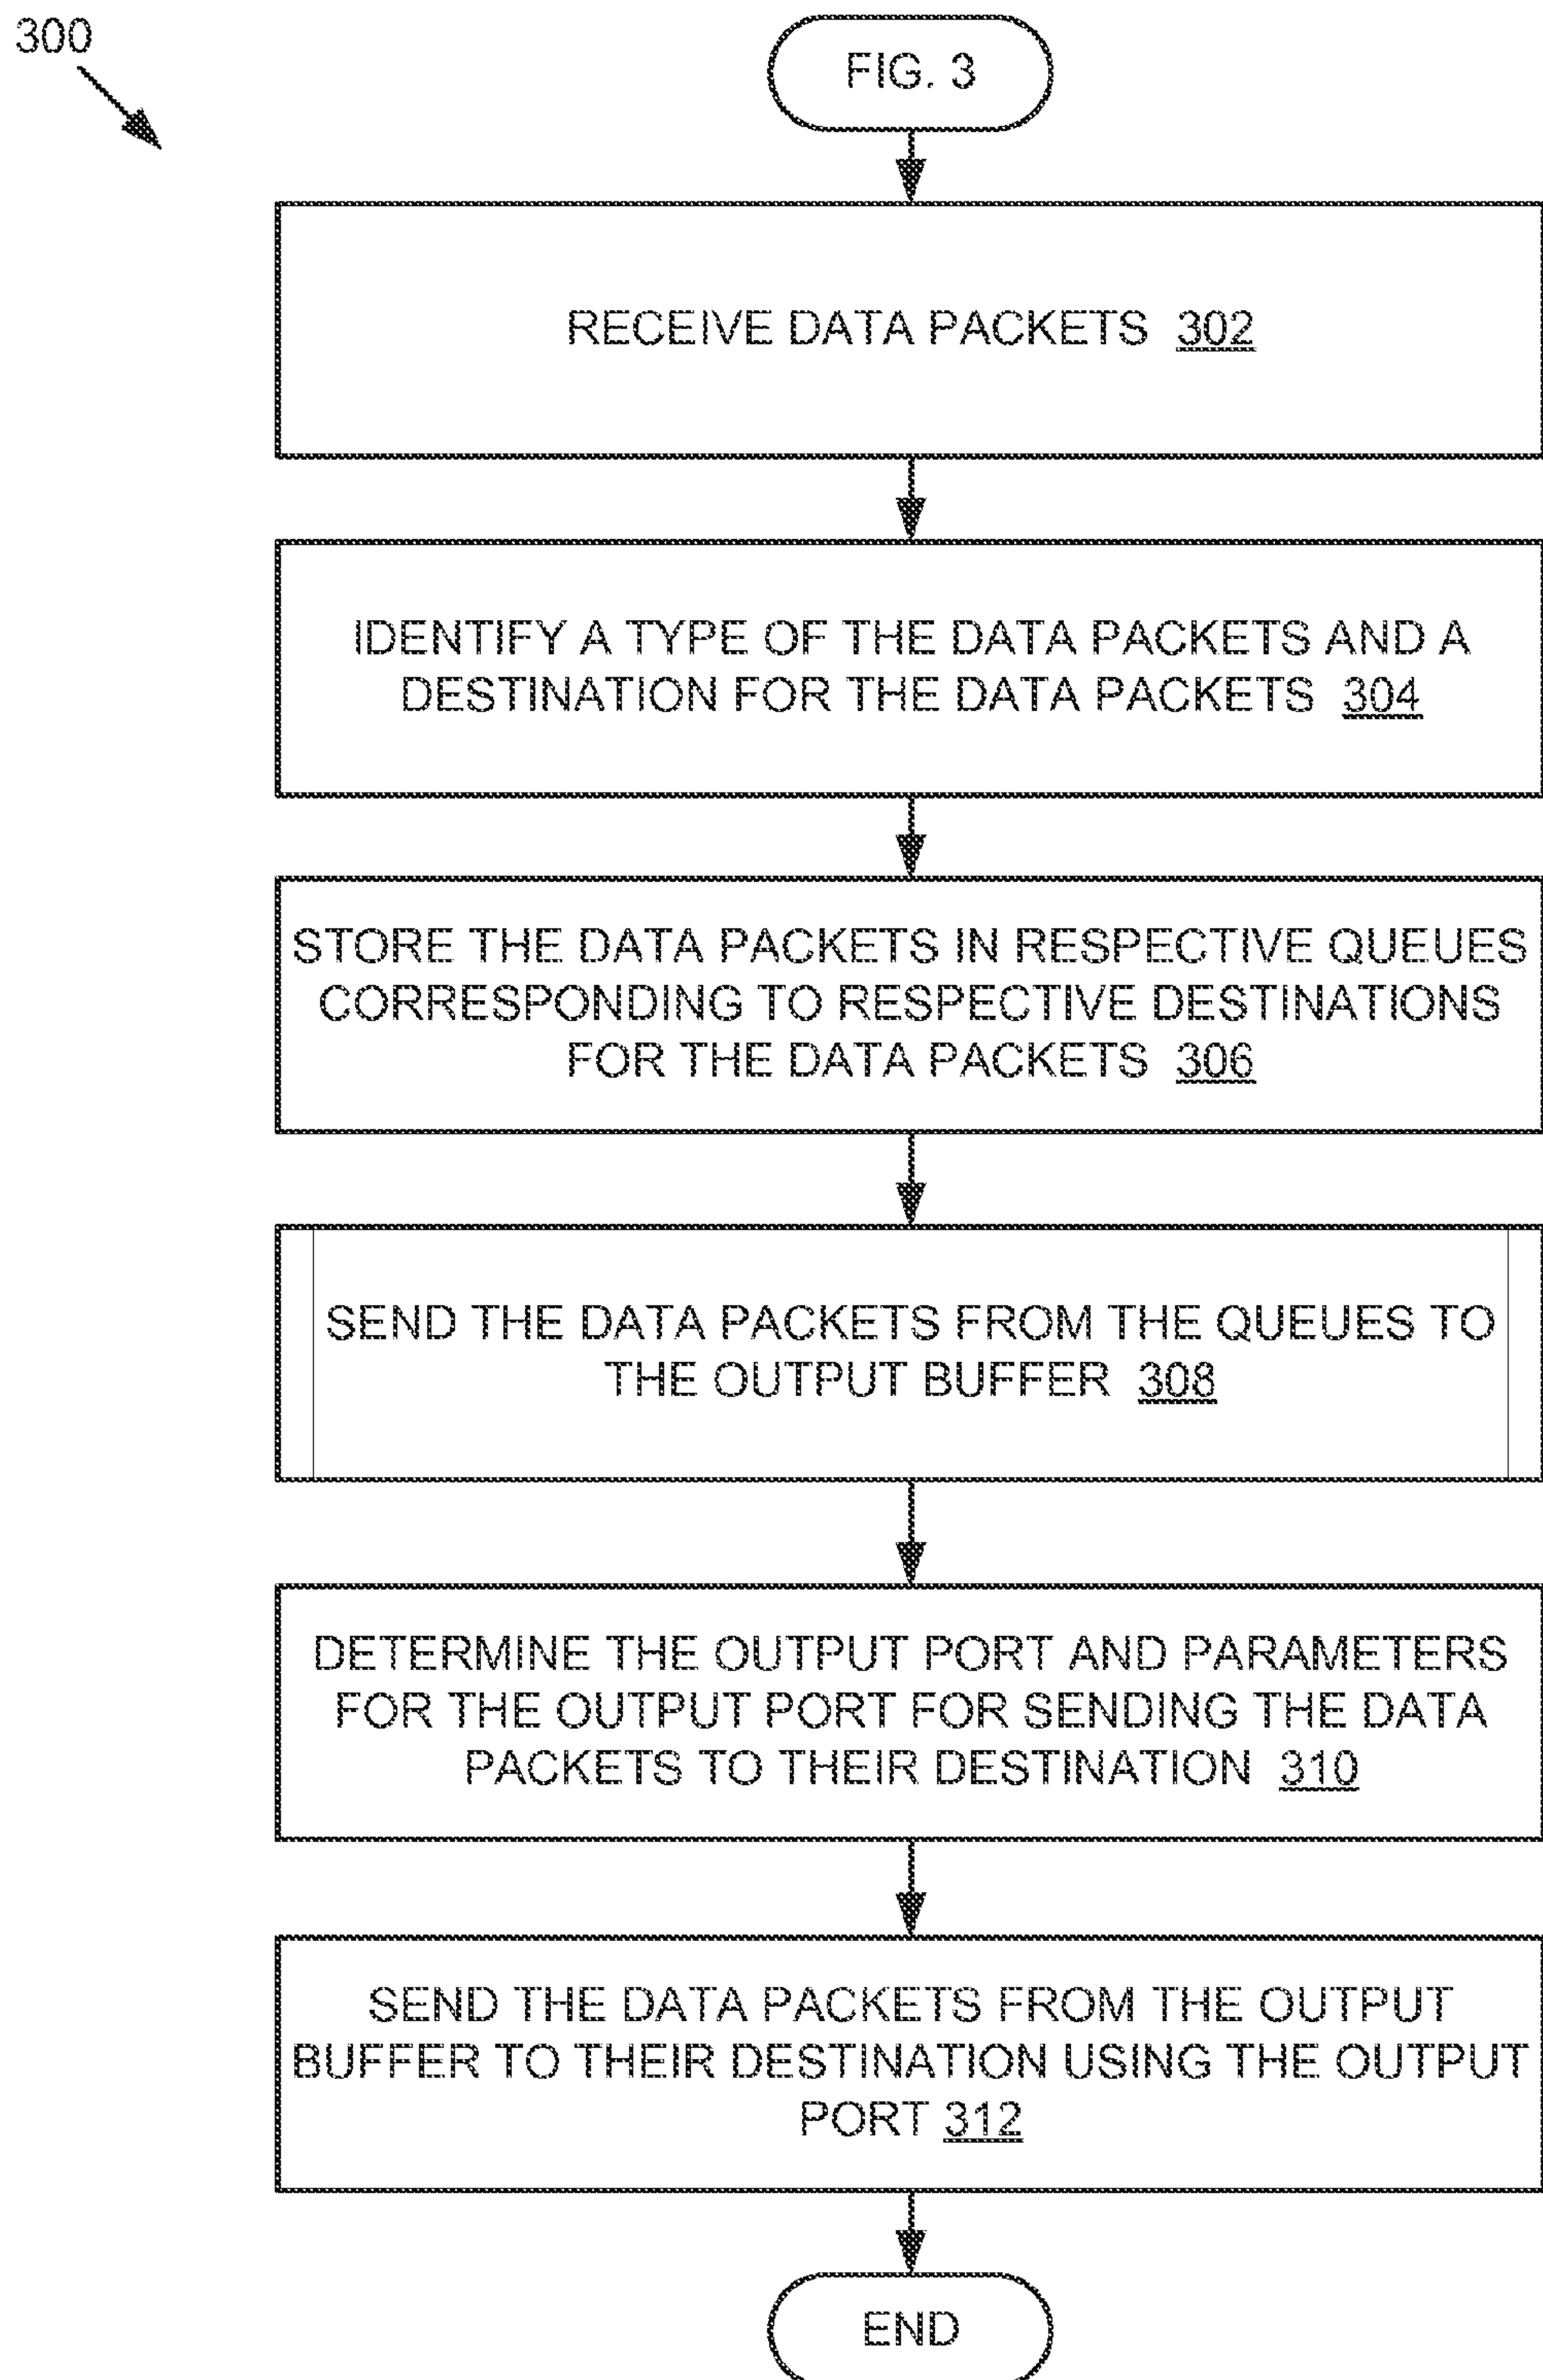 300
FIG. 3
RECEIVE DATA PACKETS 302
IDENTIFY A TYPE OF THE DATA PACKETS AND A
DESTINATION FOR THE DATA PACKETS 304
STORE THE DATA PACKETS IN RESPECTIVE QUEUES
CORRESPONDING TO RESPECTIVE DESTINATIONS
FOR THE DATA PACKETS 306
SEND THE DATA PACKETS FROM THE QUEUES TO
THE OUTPUT BUFFER 308
DETERMINE THE OUTPUT PORT AND PARAMETERS
FOR THE OUTPUT PORT FOR SENDING THE DATA
PACKETS TO THEIR DESTINATION 310
SEND THE DATA PACKETS FROM THE OUTPUT
BUFFER TO THEIR DESTINATION USING THE OUTPUT
PORT 312
END